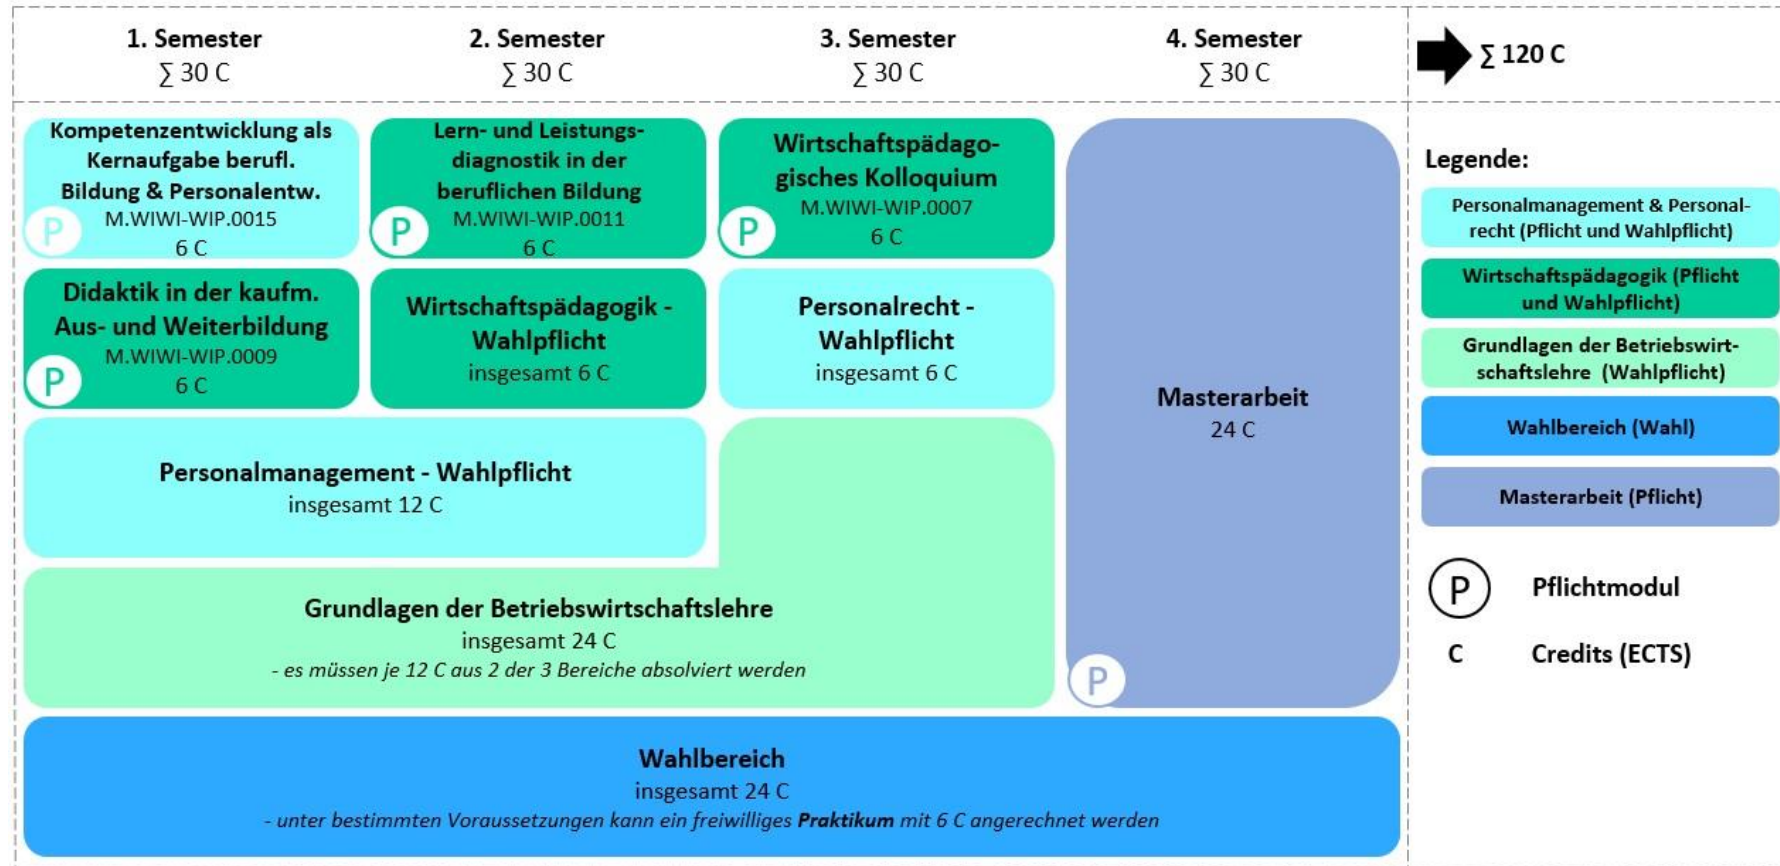 1. Semester
∑ 30 C
2. Semester
∑ 30 C
3. Semester
∑ 30 C
4. Semester
∑ 30 C
∑ 120 C
Kompetenzentwicklung als
Kernaufgabe berufl.
Bildung & Personalentw.
M.WIWI-WIP.0015
6 C
P
Lern- und Leistungs-
diagnostik in der
beruflichen Bildung
M.WIWI-WIP.0011
6 C
P
Wirtschaftspädago-
gisches Kolloquium
M.WIWI-WIP.0007
6 C
P
Didaktik in der kaufm.
Aus- und Weiterbildung
M.WIWI-WIP.0009
6 C
P
Wirtschaftspädagogik -
Wahlpflicht
insgesamt 6 C
Personalrecht -
Wahlpflicht
insgesamt 6 C
Masterarbeit
24 C
P
Personalmanagement - Wahlpflicht
insgesamt 12 C
Grundlagen der Betriebswirtschaftslehre
insgesamt 24 C
- es müssen je 12 C aus 2 der 3 Bereiche absolviert werden
Wahlbereich
insgesamt 24 C
- unter bestimmten Voraussetzungen kann ein freiwilliges Praktikum mit 6 C angerechnet werden
Legende:
Personalmanagement & Personal-
recht (Pflicht und Wahlpflicht)
Wirtschaftspädagogik (Pflicht
und Wahlpflicht)
Grundlagen der Betriebswirt-
schaftslehre (Wahlpflicht)
Wahlbereich (Wahl)
Masterarbeit (Pflicht)
P Pflichtmodul
C Credits (ECTS)